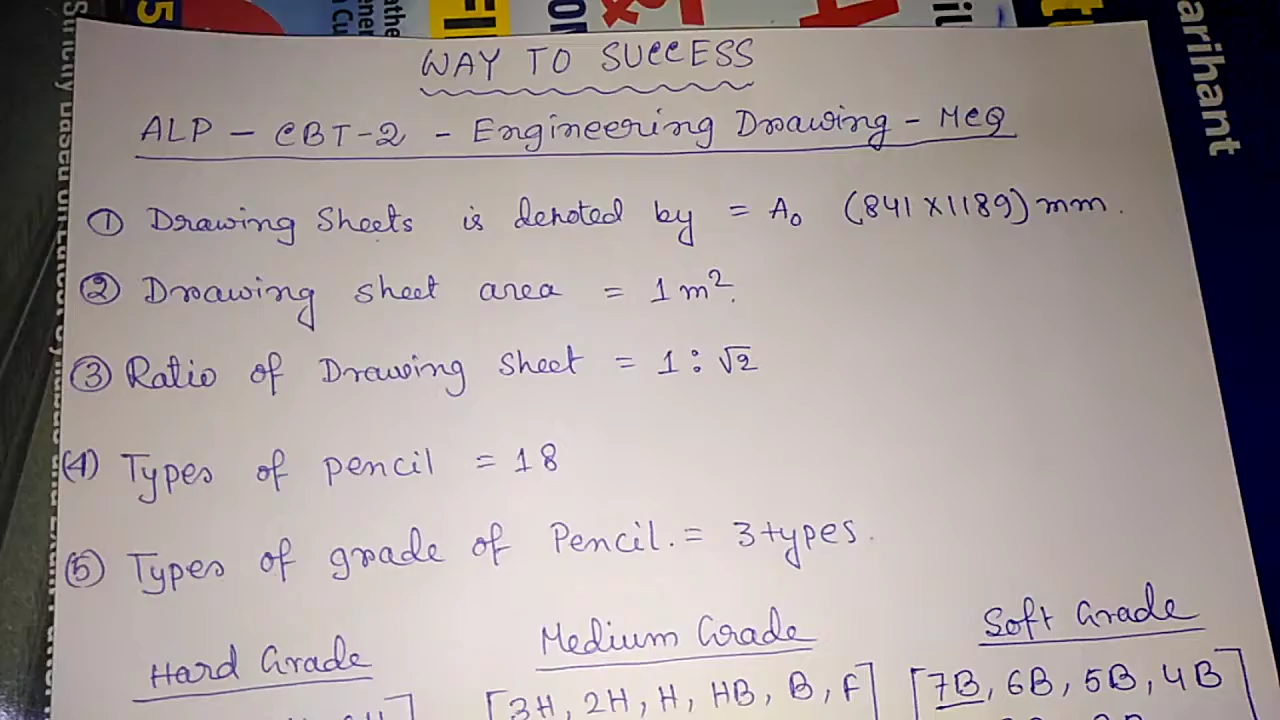 WAY TO SUCCESS
ALP - CBT-2 - Engineering Drawing - MCQ
① Drawing Sheets is denoted by = A₀ (841×1189) mm.
② Drawing sheet area = 1 m².
③ Ratio of Drawing Sheet = 1 : √2
(4) Types of pencil = 18
⑤ Types of grade of Pencil. = 3 types.
Hard Grade Medium Grade Soft Grade
[3H, 2H, H, HB, B, F] [7B, 6B, 5B, 4B]
arihant